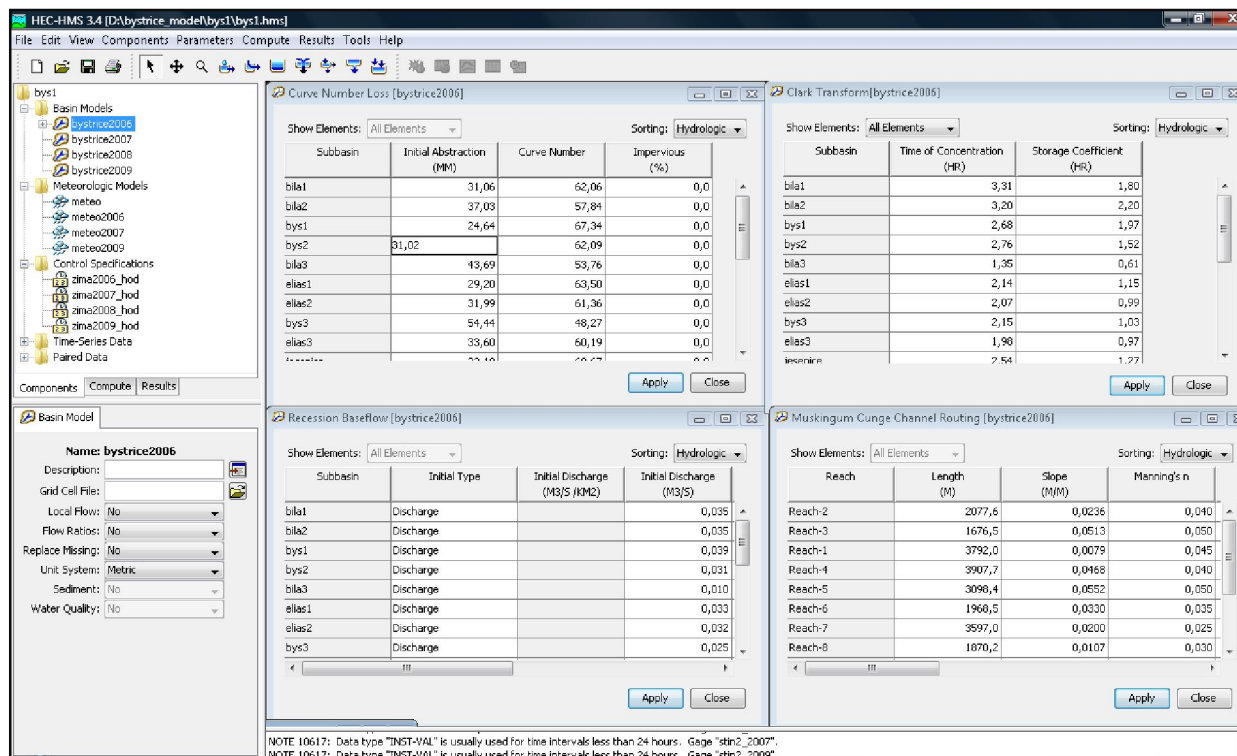 HEC-HMS 3.4 [D:\bystrice_model\bys1\bys1.hms]
File Edit View Components Parameters Compute Results Tools Help
bys1
Basin Models
bystrice2006
bystrice2007
bystrice2008
bystrice2009
Meteorologic Models
meteo
meteo2006
meteo2007
meteo2009
Control Specifications
zima2006_hod
zima2007_hod
zima2008_hod
zima2009_hod
Time-Series Data
Paired Data
Components Compute Results
Basin Model
Name: bystrice2006
Description:
Grid Cell File:
Local Flow: No
Flow Ratios: No
Replace Missing: No
Unit System: Metric
Sediment: No
Water Quality: No
Curve Number Loss [bystrice2006]
Show Elements: All Elements Sorting: Hydrologic
Subbasin Initial Abstraction Curve Number Impervious
(MM) (%)
bila1 31,06 62,06 0,0
bila2 37,03 57,84 0,0
bys1 24,64 67,34 0,0
bys2 31,02 62,09 0,0
bila3 43,69 53,76 0,0
elias1 29,20 63,50 0,0
elias2 31,99 61,36 0,0
bys3 54,44 48,27 0,0
elias3 33,60 60,19 0,0
Apply Close
Clark Transform[bystrice2006]
Show Elements: All Elements Sorting: Hydrologic
Subbasin Time of Concentration Storage Coefficient
(HR) (HR)
bila1 3,31 1,80
bila2 3,20 2,20
bys1 2,68 1,97
bys2 2,76 1,52
bila3 1,35 0,61
elias1 2,14 1,15
elias2 2,07 0,99
bys3 2,15 1,03
elias3 1,98 0,97
jesenice 2,54 1,27
Apply Close
Recession Baseflow [bystrice2006]
Show Elements: All Elements Sorting: Hydrologic
Subbasin Initial Type Initial Discharge Initial Discharge
(M3/S /KM2) (M3/S)
bila1 Discharge 0,035
bila2 Discharge 0,035
bys1 Discharge 0,039
bys2 Discharge 0,031
bila3 Discharge 0,010
elias1 Discharge 0,033
elias2 Discharge 0,032
bys3 Discharge 0,025
Apply Close
Muskingum Cunge Channel Routing [bystrice2006]
Show Elements: All Elements Sorting: Hydrologic
Reach Length Slope Manning's n
(M) (M/M)
Reach-2 2077,6 0,0236 0,040
Reach-3 1676,5 0,0513 0,050
Reach-1 3792,0 0,0079 0,045
Reach-4 3907,7 0,0468 0,040
Reach-5 3098,4 0,0552 0,050
Reach-6 1968,5 0,0330 0,035
Reach-7 3597,0 0,0200 0,025
Reach-8 1870,2 0,0107 0,030
Apply Close
NOTE 10617: Data type "INST-VAL" is usually used for time intervals less than 24 hours. Gage "stin2_2007".
NOTE 10617: Data type "INST-VAL" is usually used for time intervals less than 24 hours. Gage "stin2_2009".